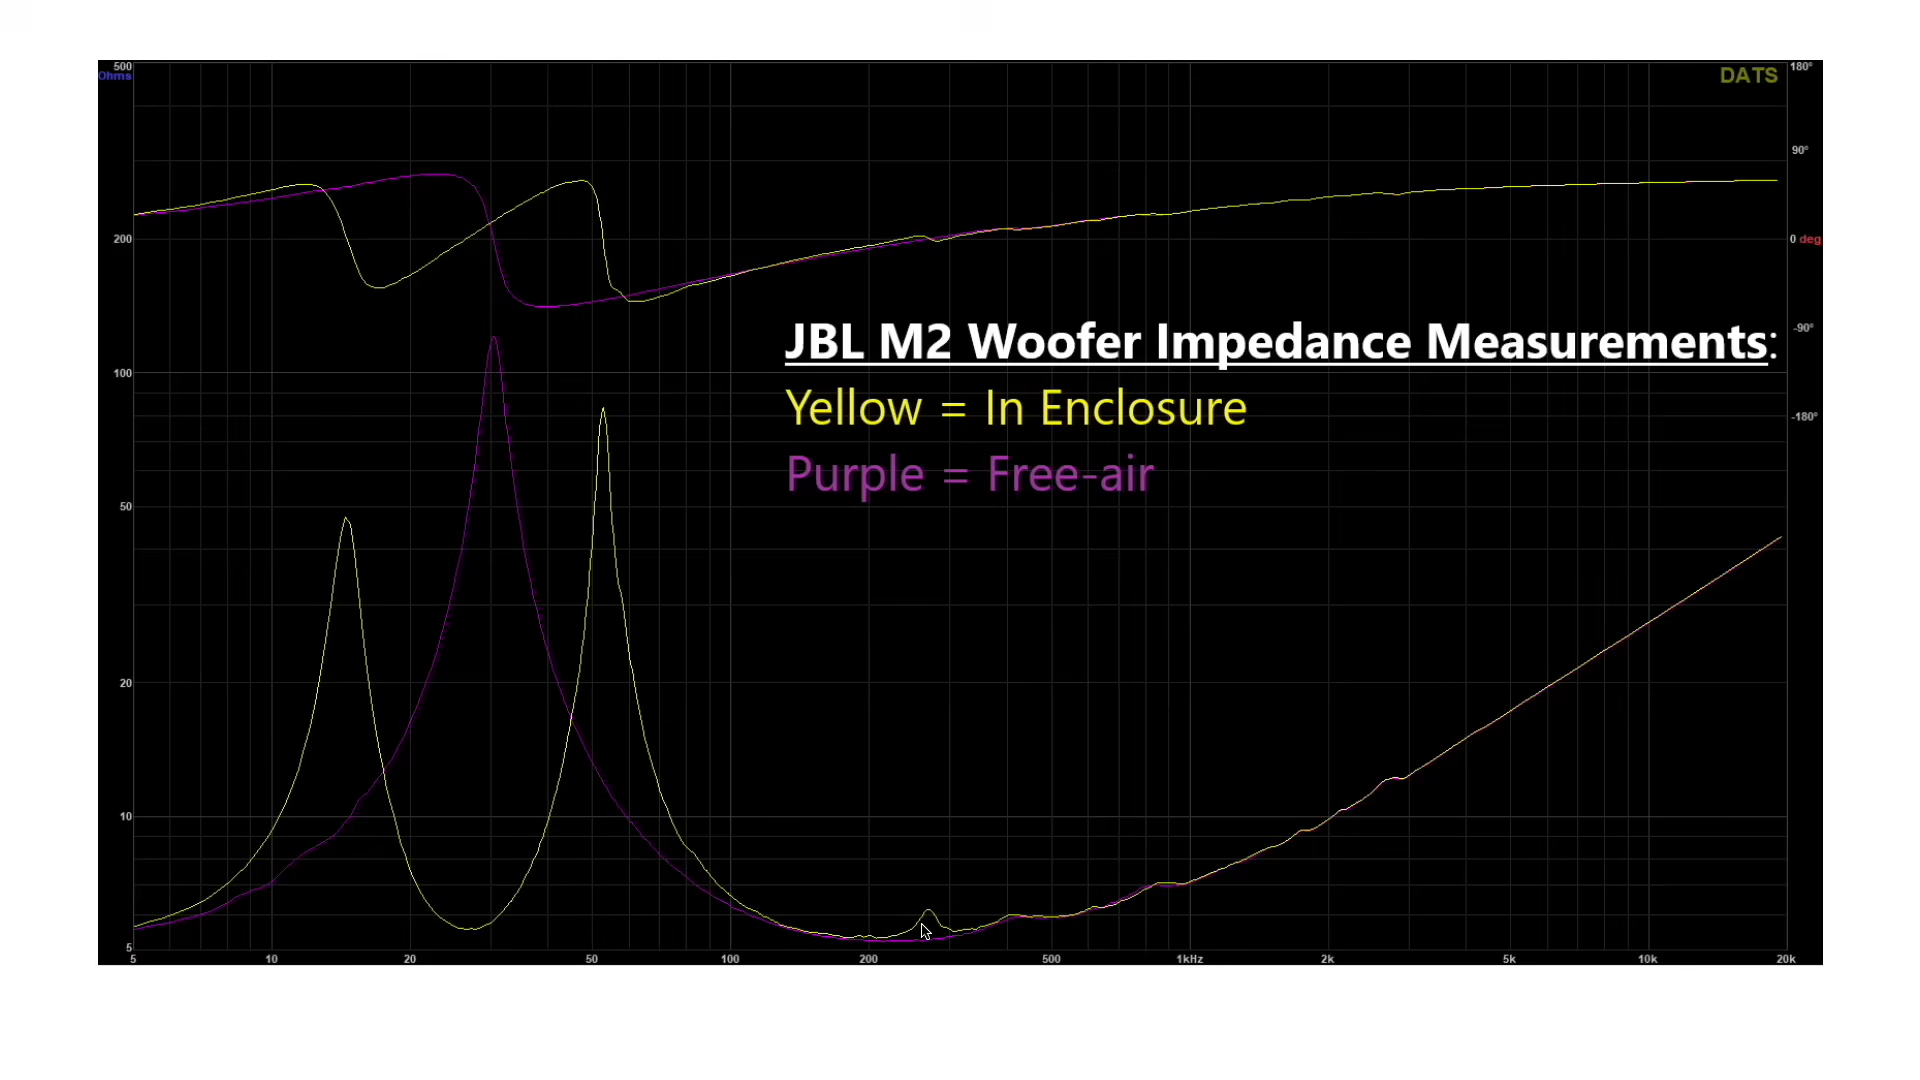 500
Ohms
DATS
180°
90°
200
0 deg
JBL M2 Woofer Impedance Measurements:
-90°
100
Yellow = In Enclosure
-180°
Purple = Free-air
50
20
10
5
5 10 20 50 100 200 500 1kHz 2k 5k 10k 20k